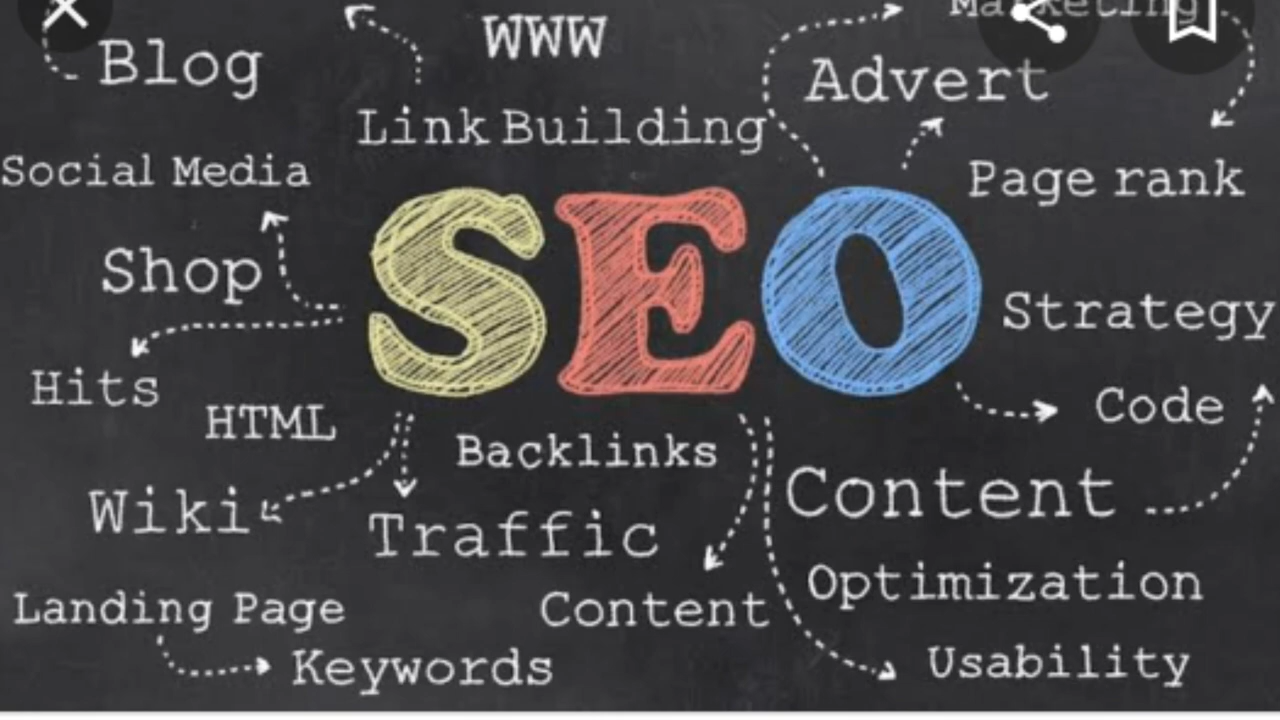 Marketing
WWW
Blog
Advert
Link Building
Social Media
Page rank
SEO
Shop
Strategy
Hits
HTML
Code
Backlinks
Content
Wiki
Traffic
Optimization
Landing Page
Content
Usability
Keywords